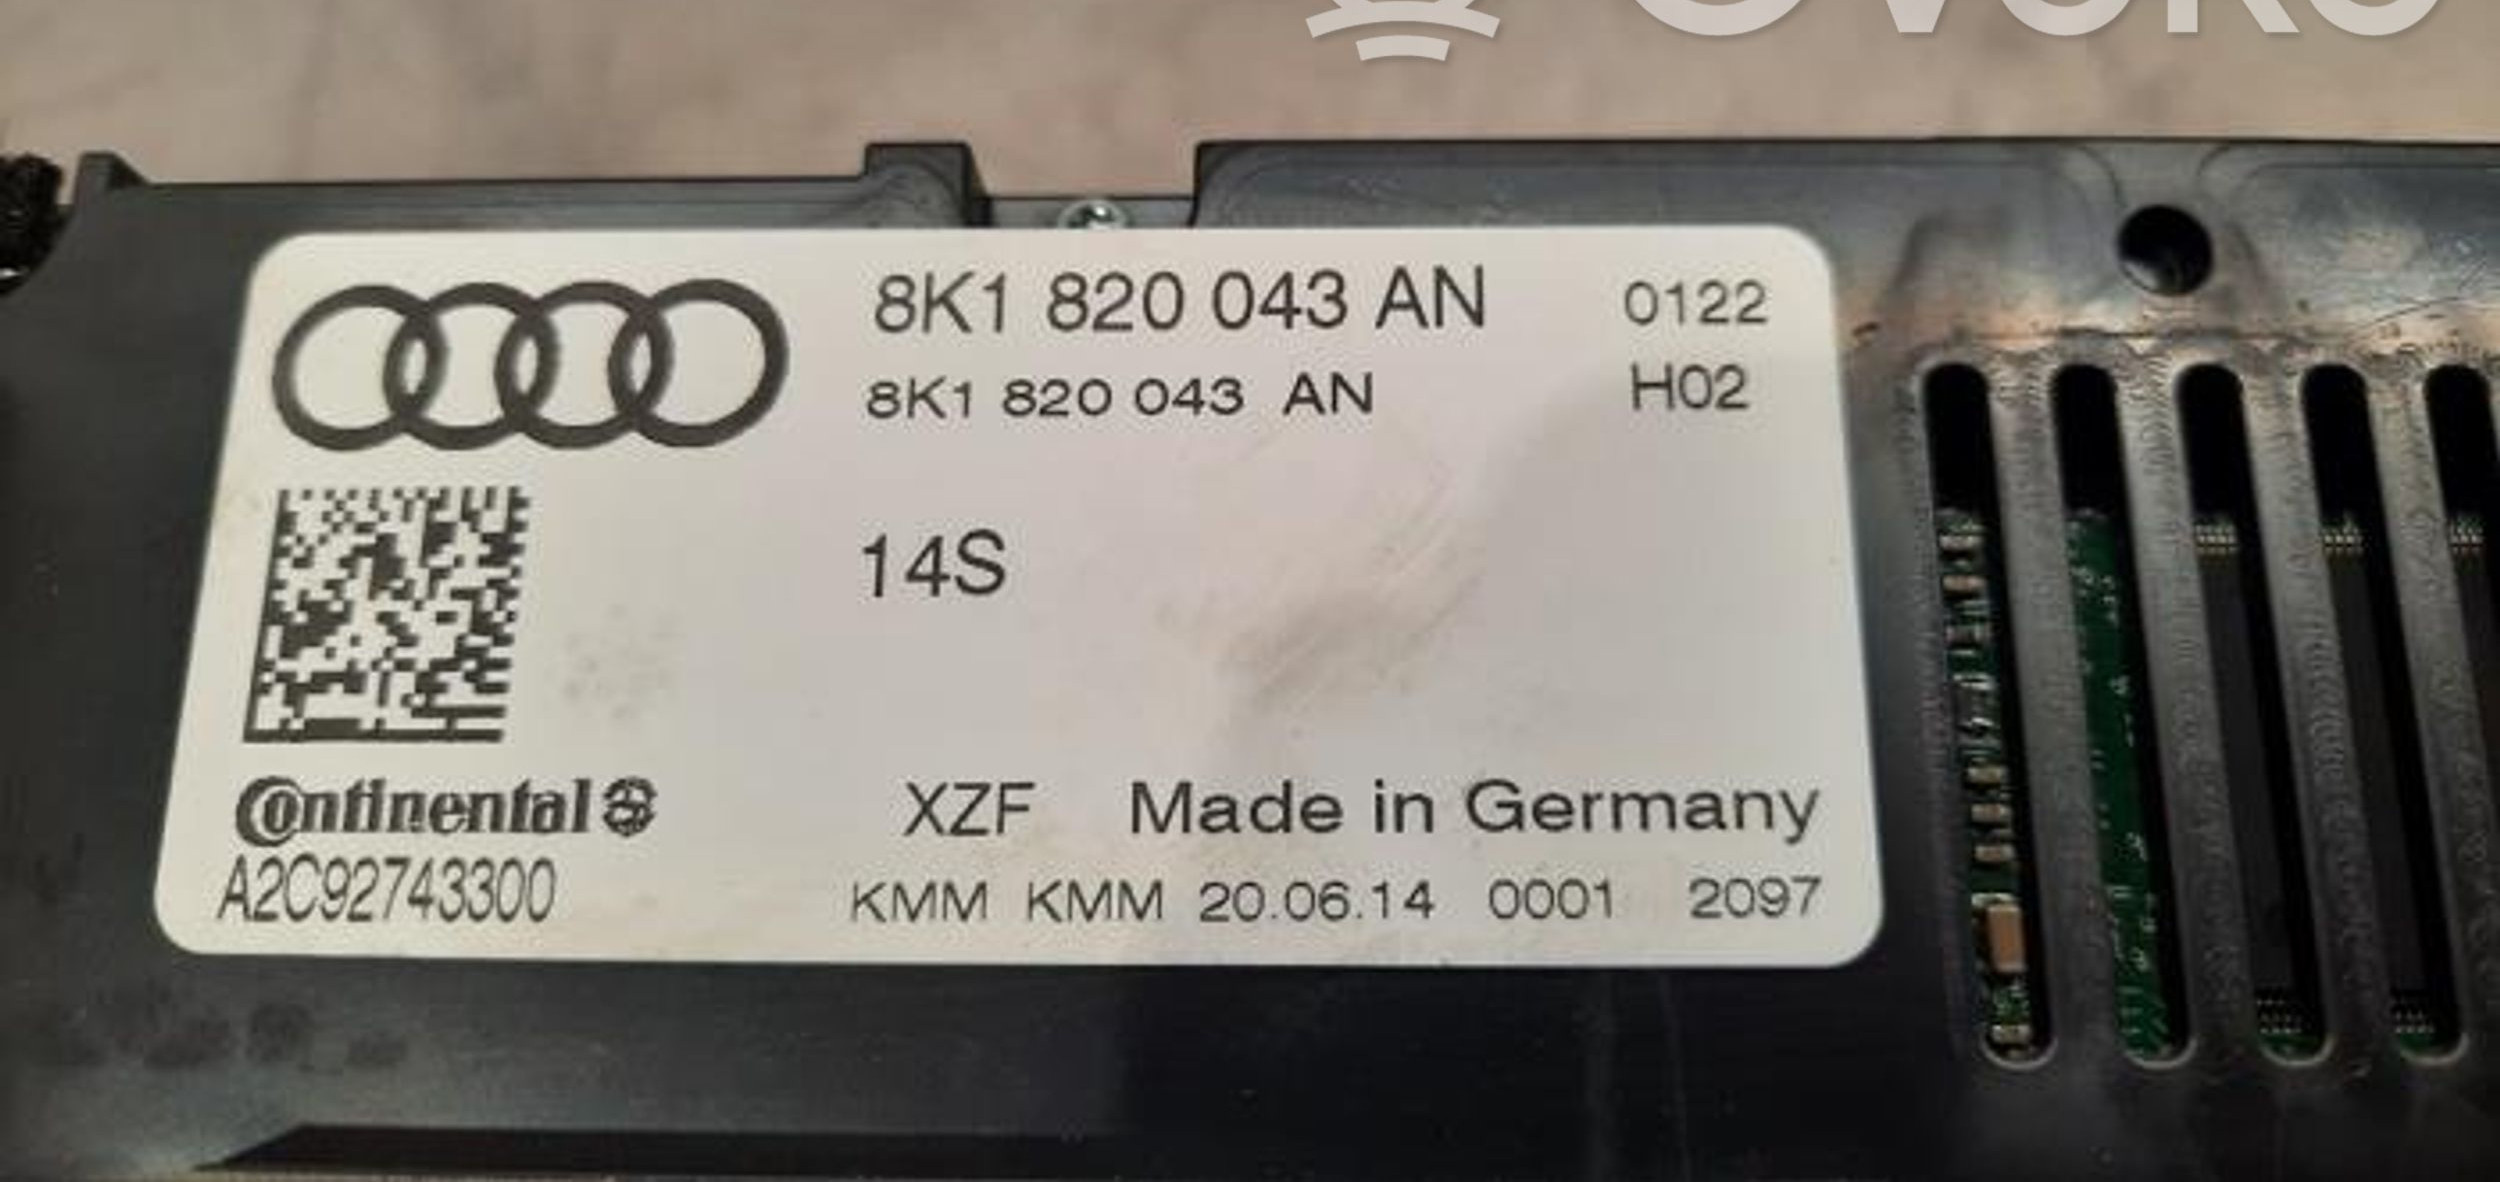 8K1 820 043 AN 0122
8K1 820 043 AN H02
14S
Continental XZF Made in Germany
A2C92743300 KMM KMM 20.06.14 0001 2097